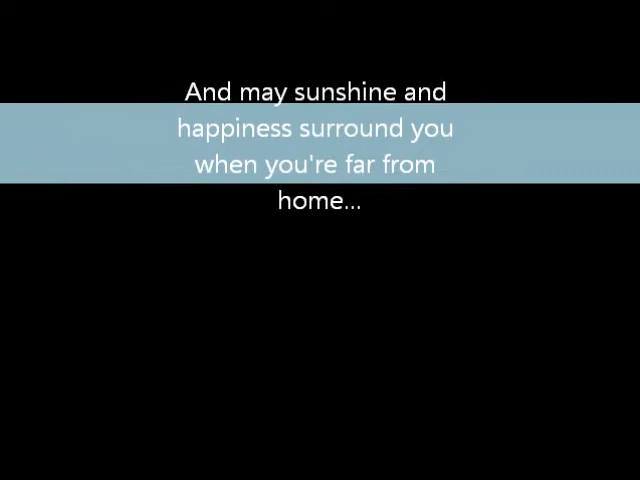 And may sunshine and
happiness surround you
when you're far from
home...